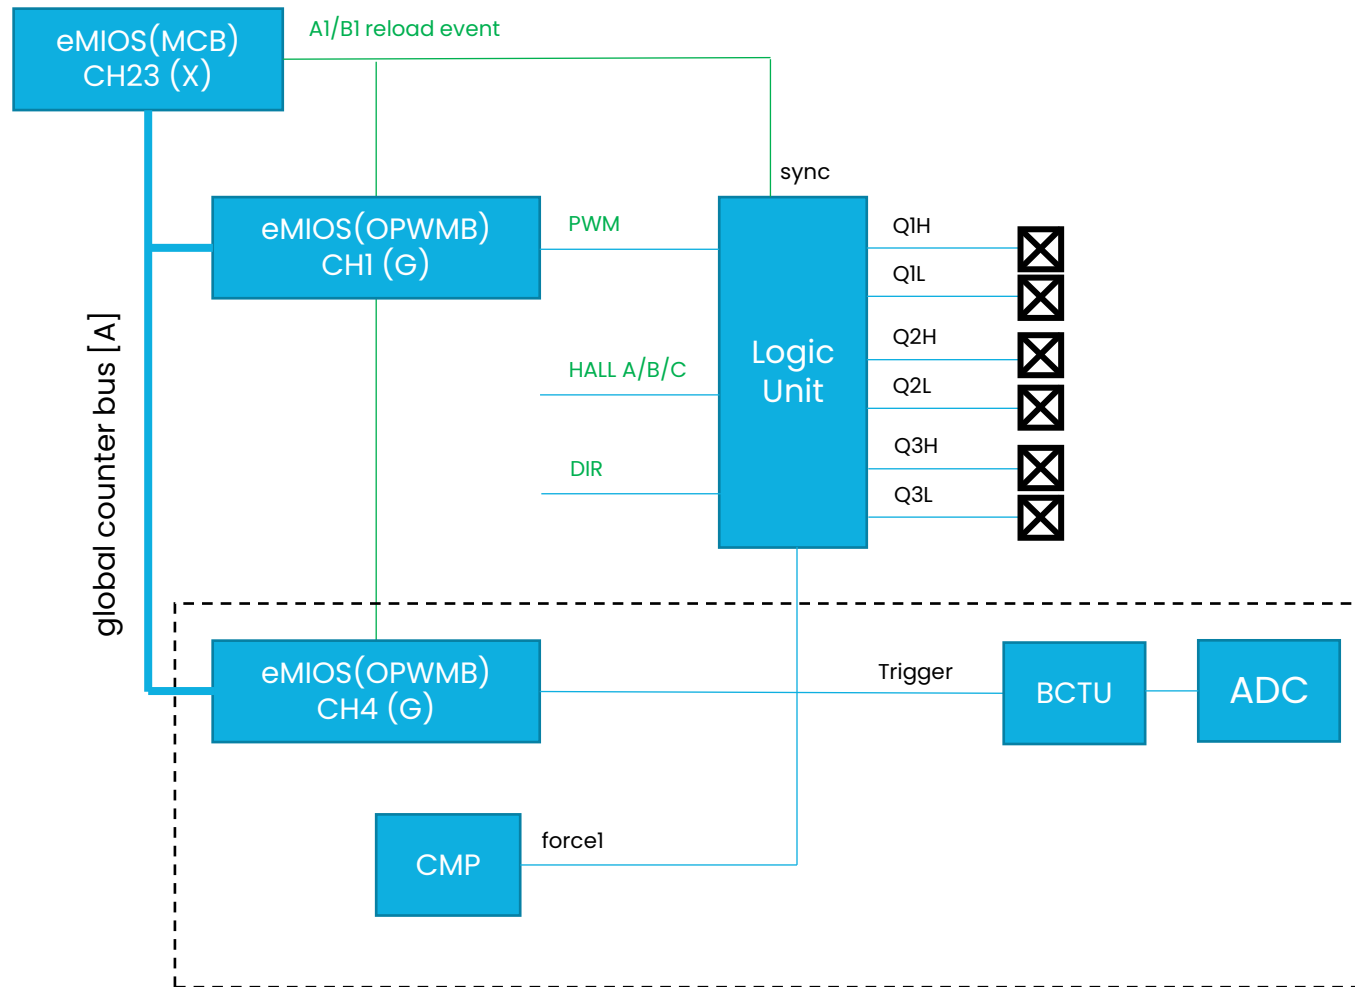 eMIOS(MCB)
CH23 (X)
A1/B1 reload event
sync
eMIOS(OPWMB)
CH1 (G)
PWM
HALL A/B/C
DIR
Logic
Unit
Q1H
Q1L
Q2H
Q2L
Q3H
Q3L
global counter bus [A]
eMIOS(OPWMB)
CH4 (G)
Trigger
BCTU
ADC
CMP
force1